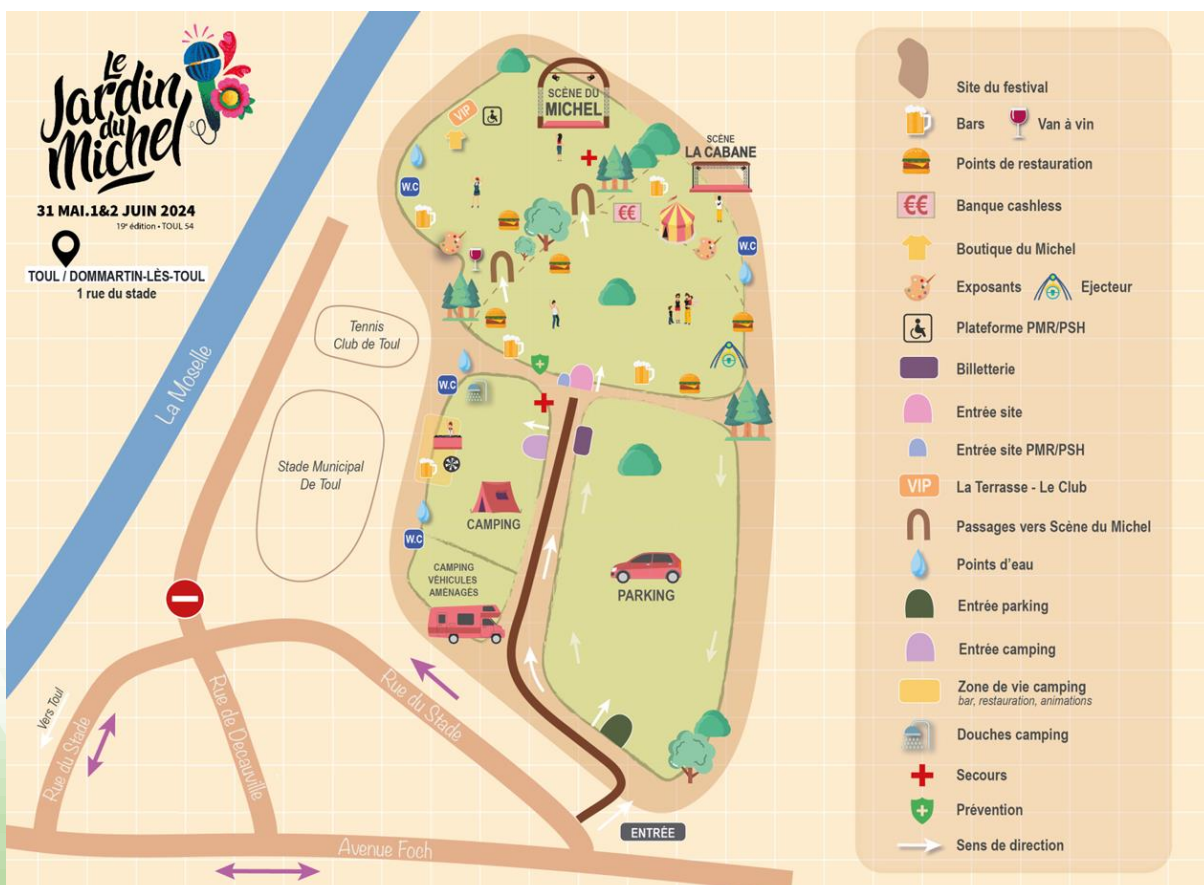 Le
Jardin
du
Michel
31 MAI.1&2 JUIN 2024
19e édition • TOUL 54
TOUL / DOMMARTIN-LÈS-TOUL
1 rue du stade
La Moselle
Tennis
Club de Toul
Stade Municipal
De Toul
SCÈNE DU
MICHEL
SCÈNE
LA CABANE
VIP
W.C
€€
W.C
W.C
CAMPING
W.C
CAMPING
VÉHICULES
AMÉNAGÉS
PARKING
Vers Toul
Rue du Stade
Rue de Decauville
Rue du Stade
Avenue Foch
ENTRÉE
Site du festival
Bars
Van à vin
Points de restauration
€€
Banque cashless
Boutique du Michel
Exposants
Ejecteur
Plateforme PMR/PSH
Billetterie
Entrée site
Entrée site PMR/PSH
VIP
La Terrasse - Le Club
Passages vers Scène du Michel
Points d'eau
Entrée parking
Entrée camping
Zone de vie camping
bar, restauration, animations
Douches camping
Secours
Prévention
Sens de direction